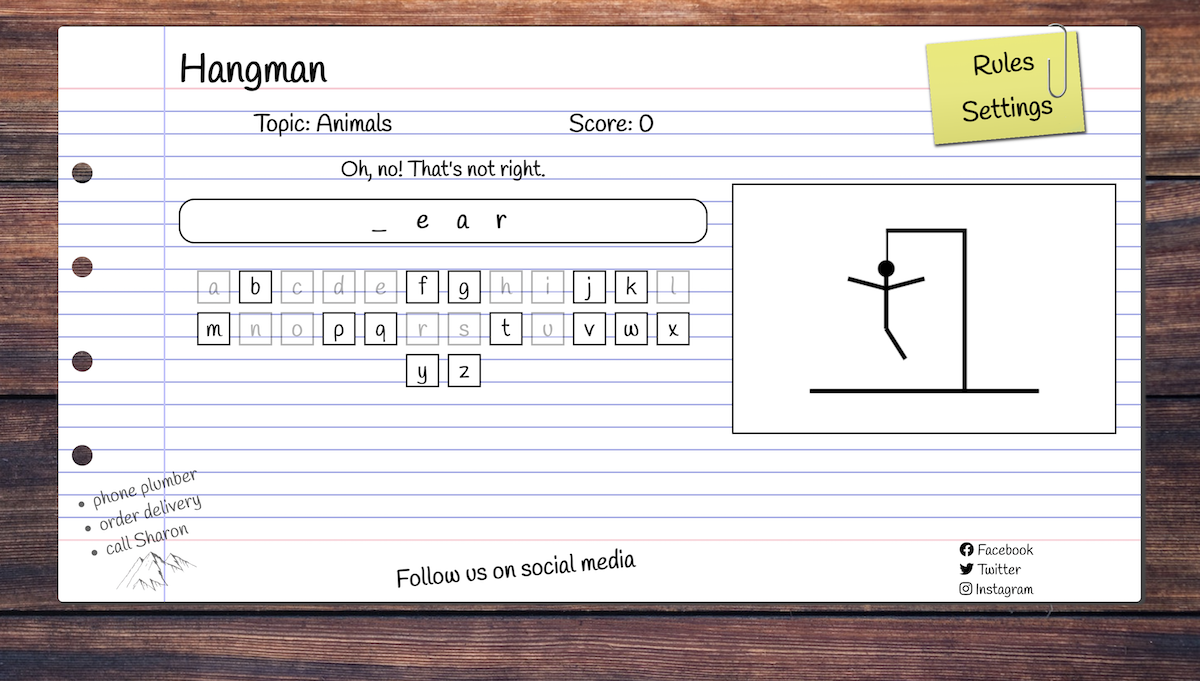 Hangman
Rules
Settings
Topic: Animals
Score: 0
Oh, no! That's not right.
_ e a r
a b c d e f g h i j k l
m n o p q r s t u v w x
y z
phone plumber
order delivery
call Sharon
Follow us on social media
Facebook
Twitter
Instagram